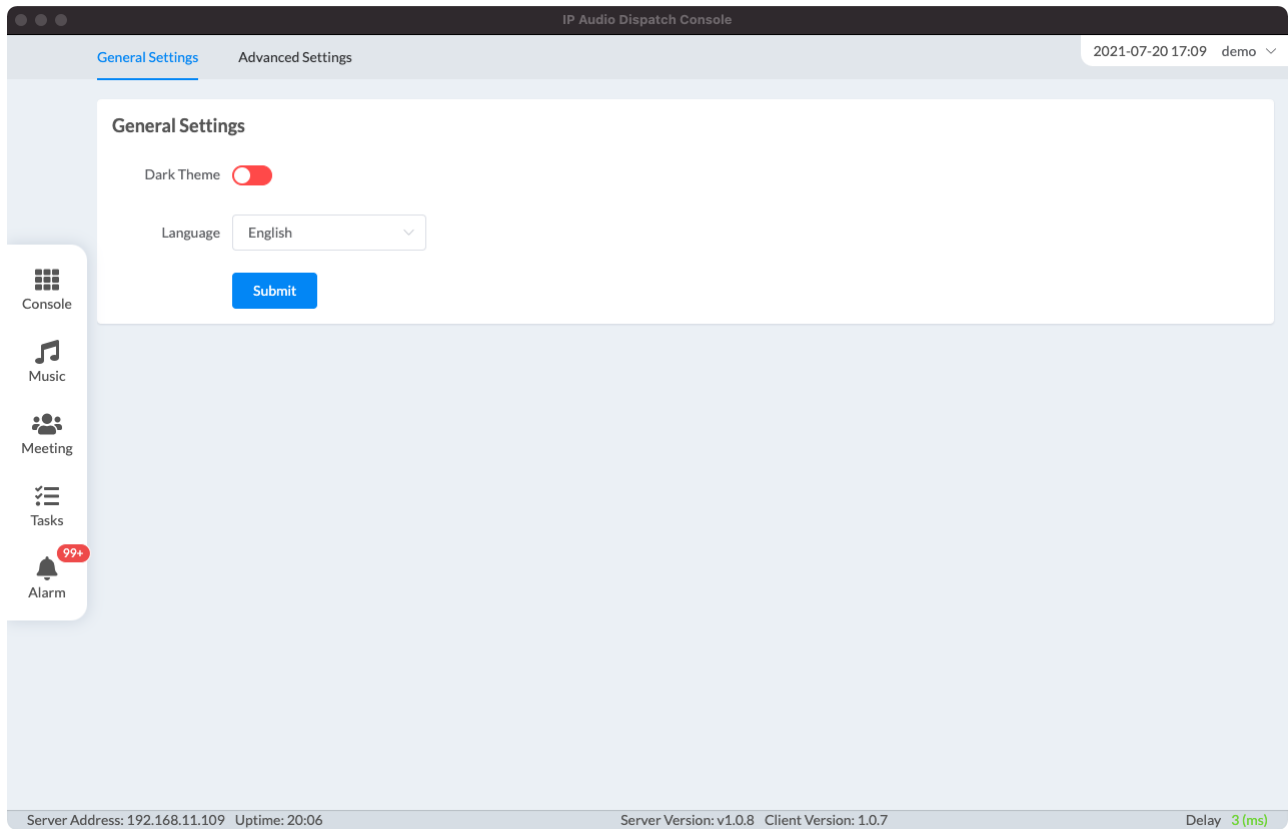 IP Audio Dispatch Console
General Settings Advanced Settings 2021-07-20 17:09 demo
General Settings
Dark Theme
Language English
Submit
Console
Music
Meeting
Tasks
99+
Alarm
Server Address: 192.168.11.109 Uptime: 20:06 Server Version: v1.0.8 Client Version: 1.0.7 Delay 3 (ms)